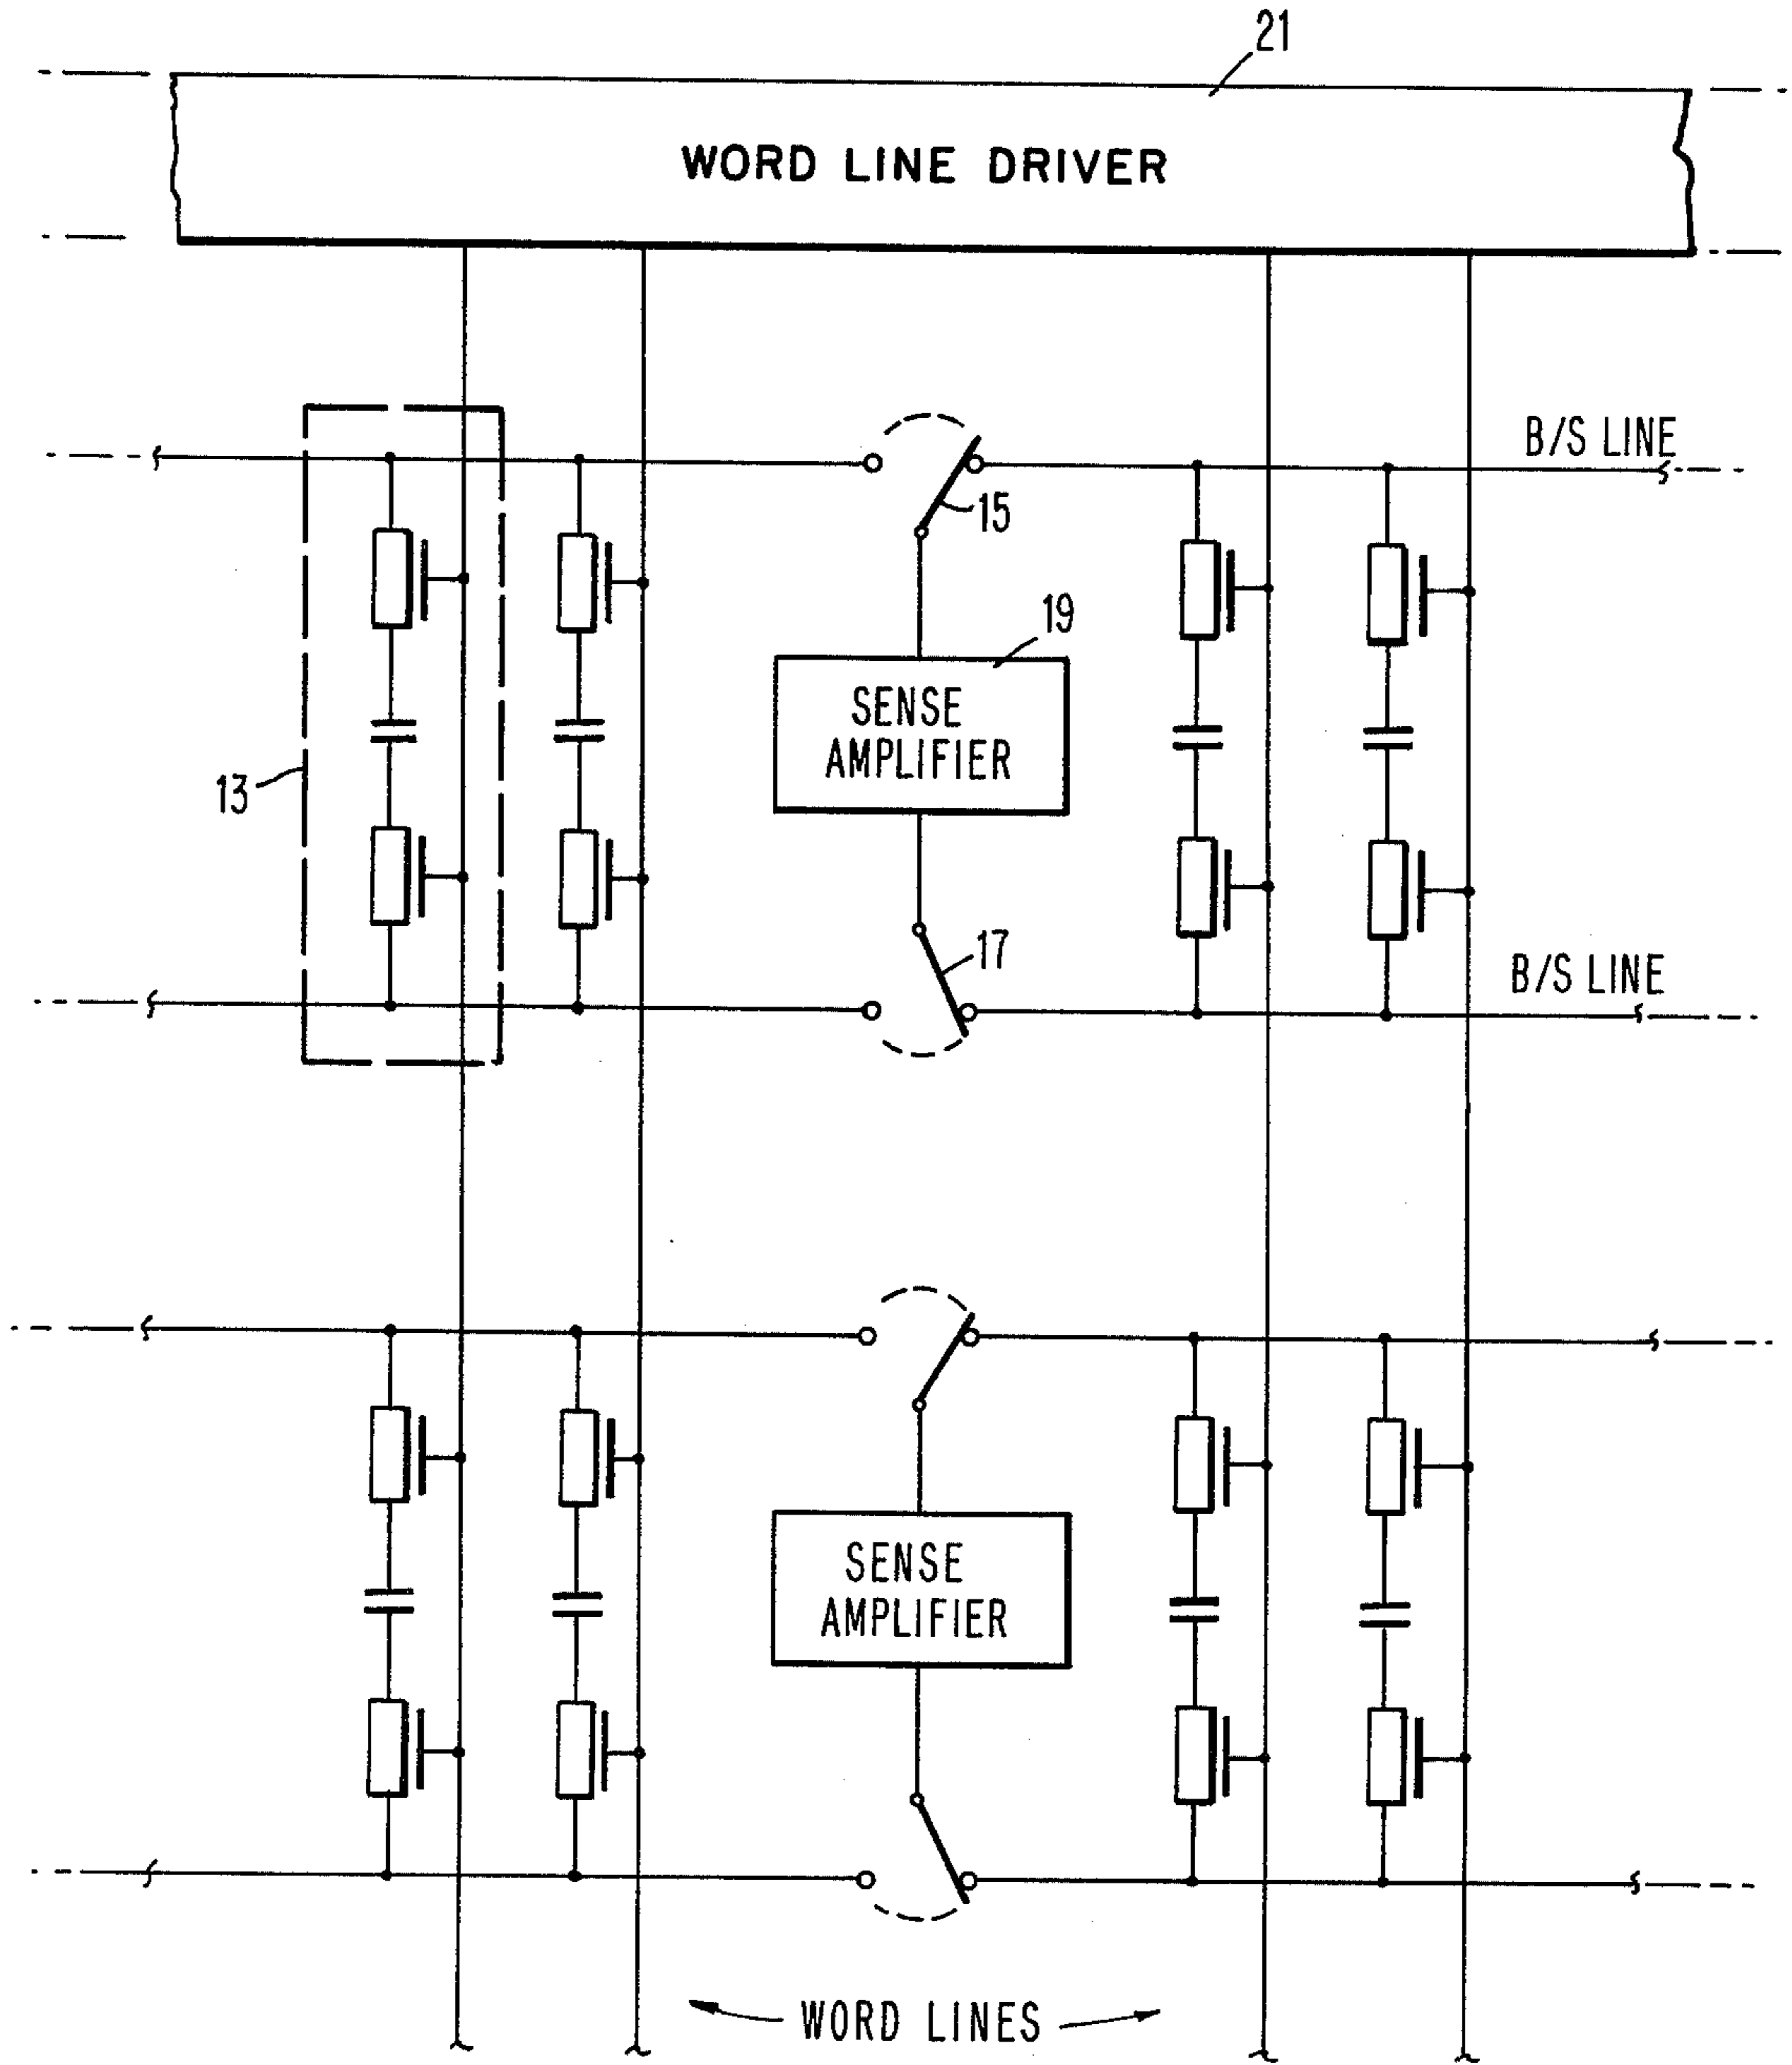 21
WORD LINE DRIVER
B/S LINE
15
19
SENSE
AMPLIFIER
13
17
B/S LINE
SENSE
AMPLIFIER
WORD LINES